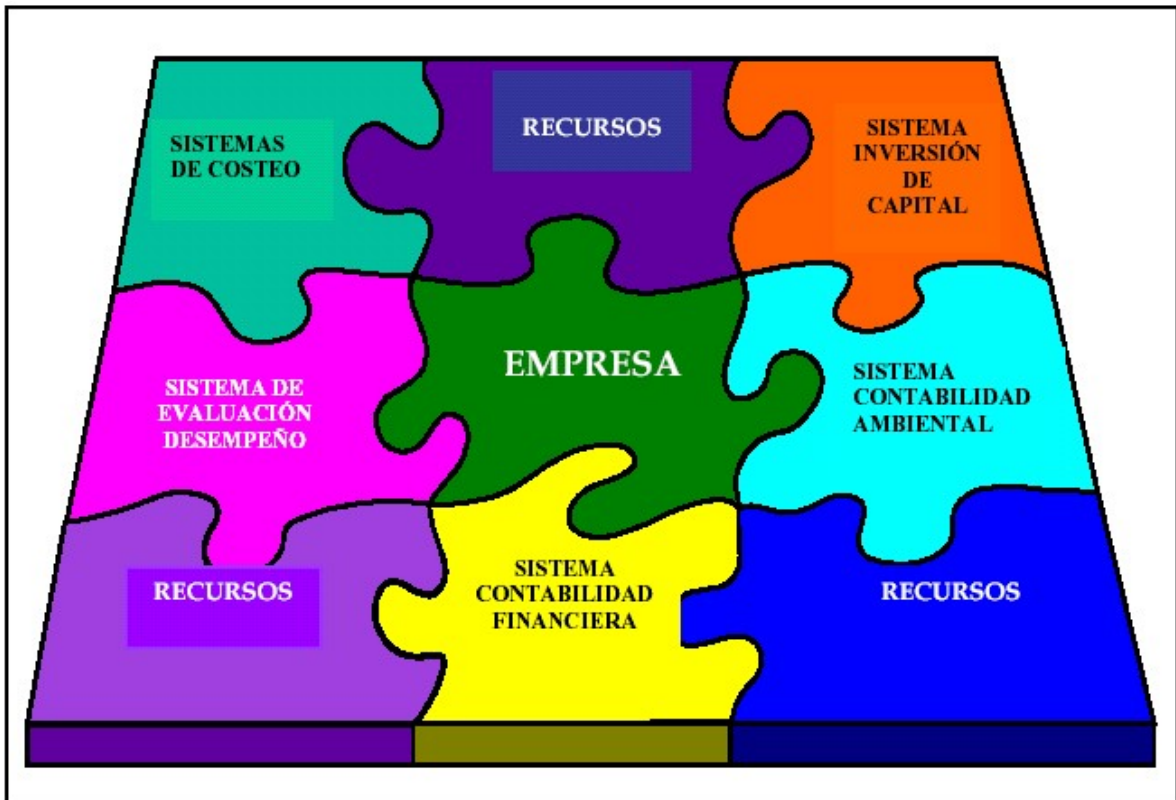 SISTEMAS
DE COSTEO
RECURSOS
SISTEMA
INVERSIÓN
DE
CAPITAL
SISTEMA DE
EVALUACIÓN
DESEMPEÑO
EMPRESA
SISTEMA
CONTABILIDAD
AMBIENTAL
RECURSOS
SISTEMA
CONTABILIDAD
FINANCIERA
RECURSOS